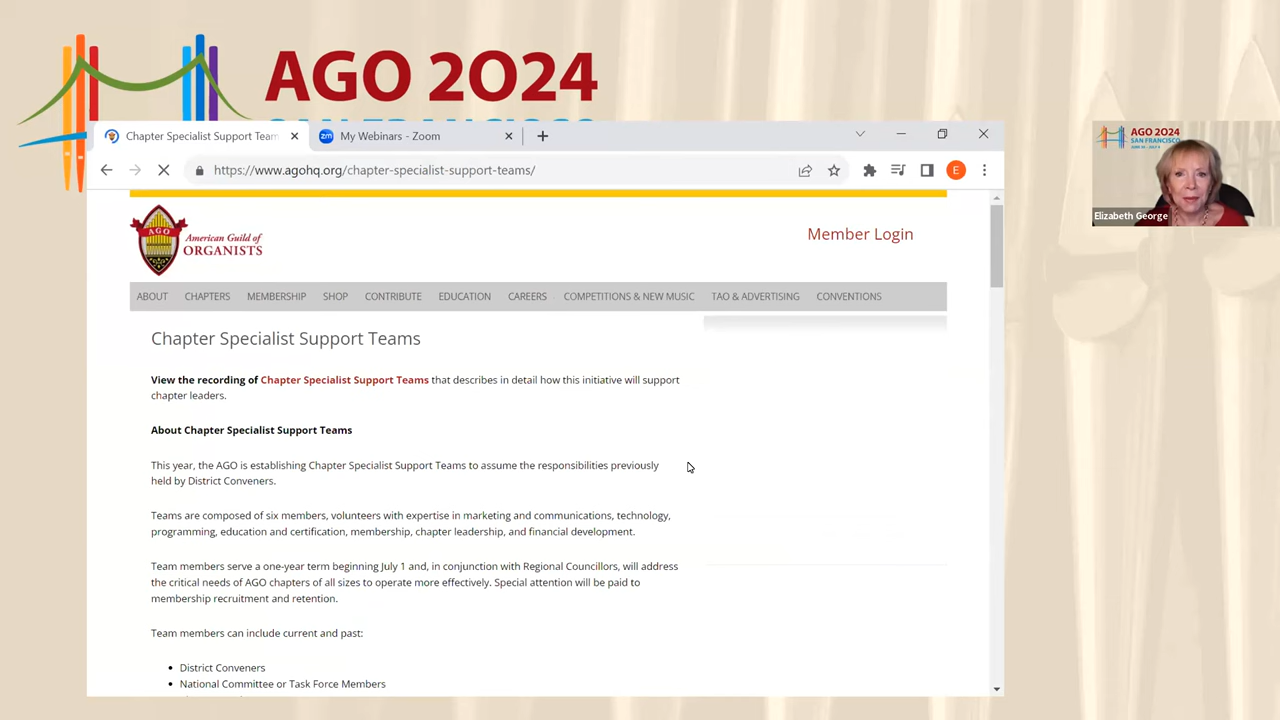 AGO 2024
SAN FRANCISCO
Chapter Specialist Support Team
My Webinars - Zoom
https://www.agohq.org/chapter-specialist-support-teams/
E
AGO
American Guild of
ORGANISTS
Member Login
ABOUT CHAPTERS MEMBERSHIP SHOP CONTRIBUTE EDUCATION CAREERS COMPETITIONS & NEW MUSIC TAO & ADVERTISING CONVENTIONS
Chapter Specialist Support Teams
View the recording of Chapter Specialist Support Teams that describes in detail how this initiative will support
chapter leaders.
About Chapter Specialist Support Teams
This year, the AGO is establishing Chapter Specialist Support Teams to assume the responsibilities previously
held by District Conveners.
Teams are composed of six members, volunteers with expertise in marketing and communications, technology,
programming, education and certification, membership, chapter leadership, and financial development.
Team members serve a one-year term beginning July 1 and, in conjunction with Regional Councillors, will address
the critical needs of AGO chapters of all sizes to operate more effectively. Special attention will be paid to
membership recruitment and retention.
Team members can include current and past:
• District Conveners
• National Committee or Task Force Members
AGO 2024
SAN FRANCISCO
Elizabeth George